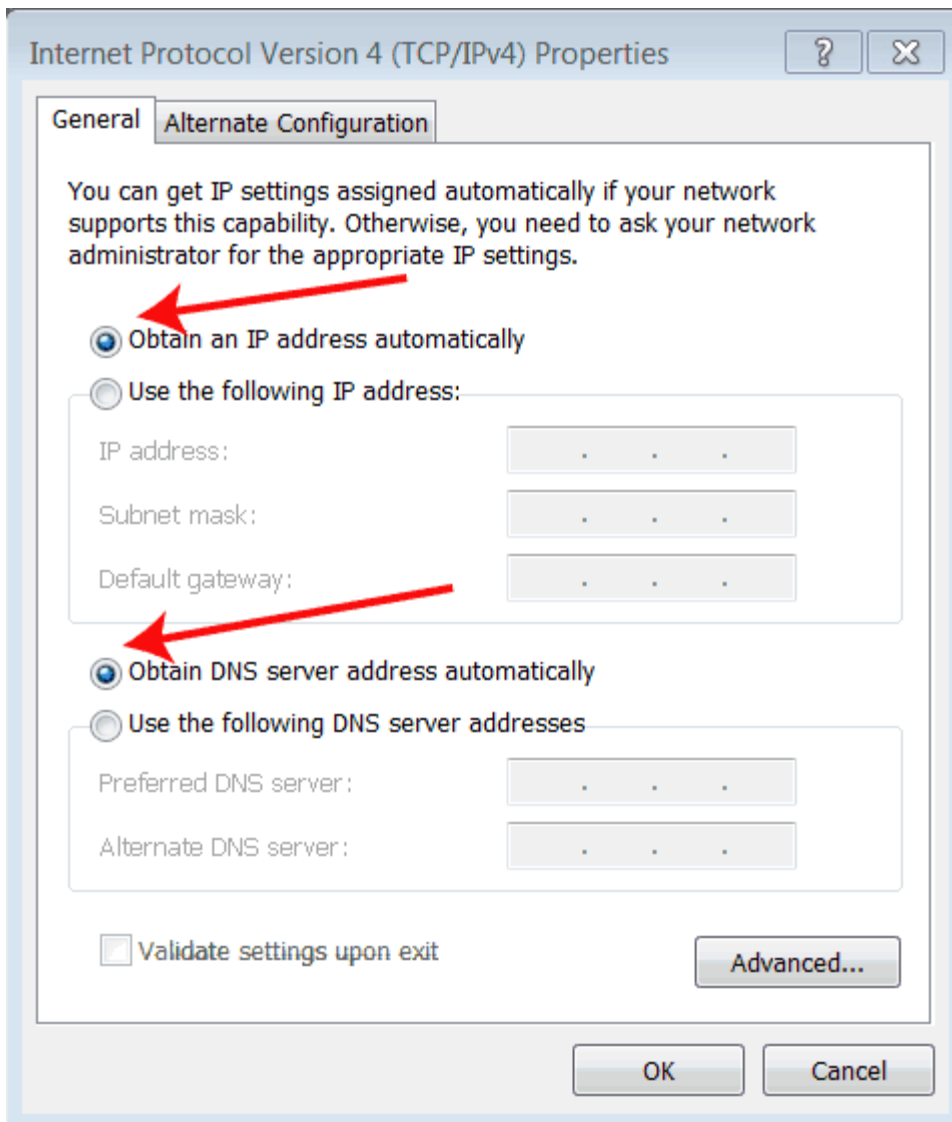 Internet Protocol Version 4 (TCP/IPv4) Properties
General
Alternate Configuration
You can get IP settings assigned automatically if your network
supports this capability. Otherwise, you need to ask your network
administrator for the appropriate IP settings.
Obtain an IP address automatically
Use the following IP address:
IP address:
Subnet mask:
Default gateway:
Obtain DNS server address automatically
Use the following DNS server addresses
Preferred DNS server:
Alternate DNS server:
Validate settings upon exit
Advanced...
OK
Cancel